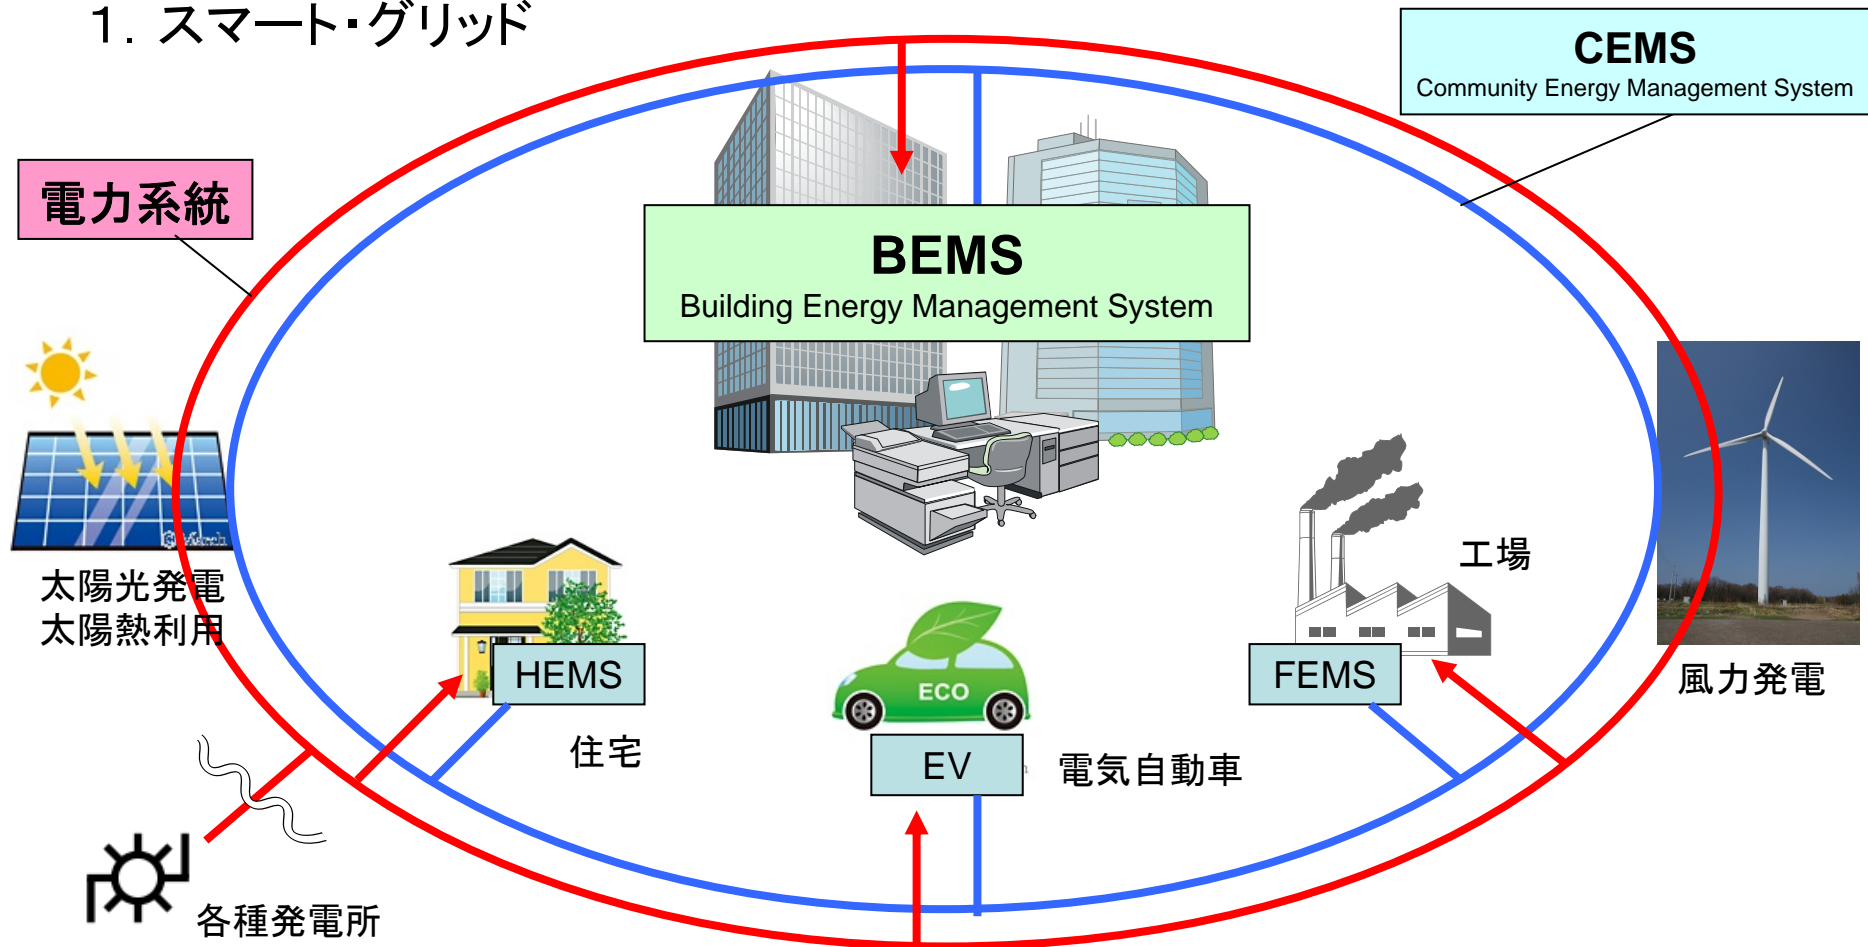 １．スマート・グリッド
CEMS
Community Energy Management System
電力系統
BEMS
Building Energy Management System
太陽光発電
太陽熱利用
工場
HEMS
FEMS
ECO
風力発電
住宅
EV
電気自動車
各種発電所